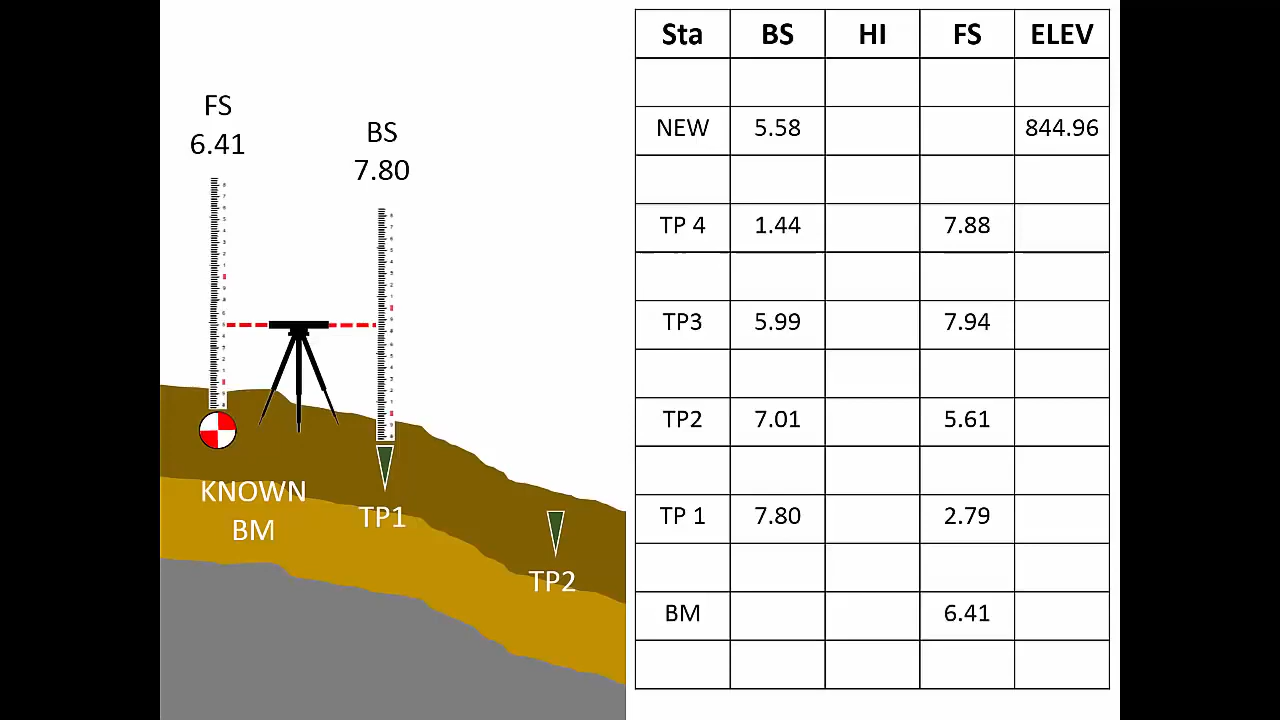 FS
6.41
BS
7.80
KNOWN
BM
TP1
TP2
Sta BS HI FS ELEV
NEW 5.58 844.96
TP 4 1.44 7.88
TP3 5.99 7.94
TP2 7.01 5.61
TP 1 7.80 2.79
BM 6.41